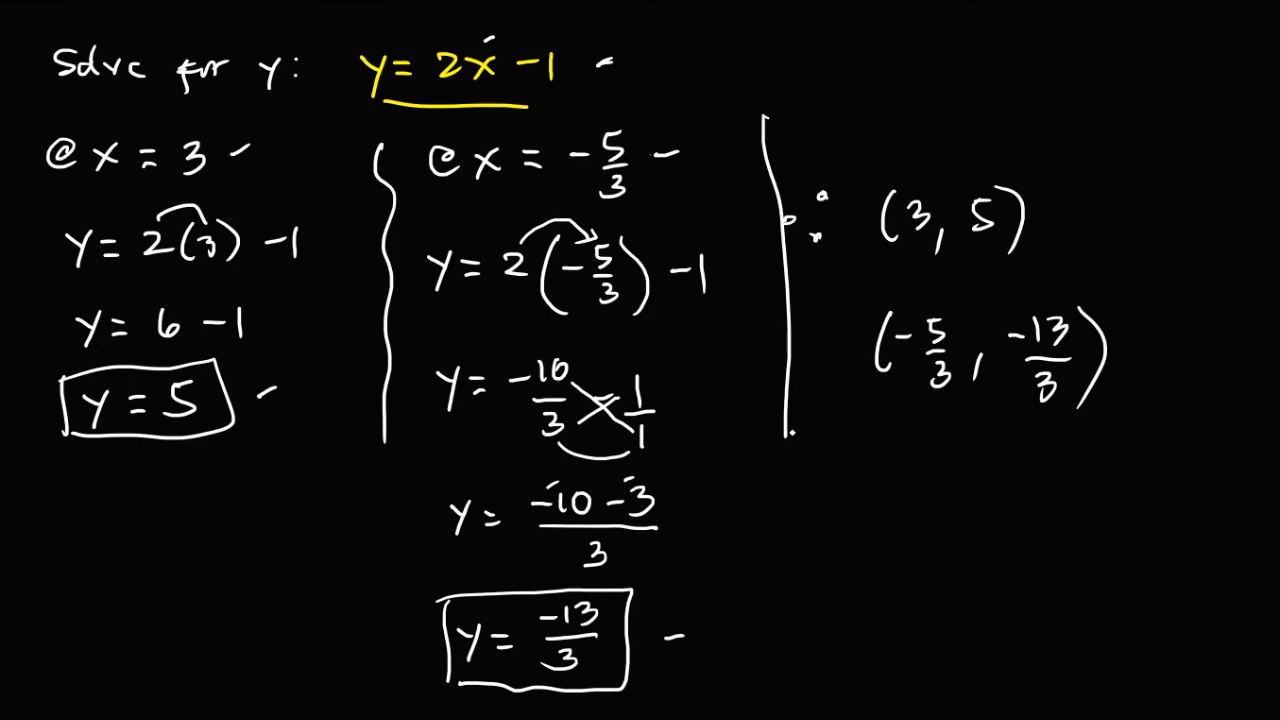 Solve for y: y = 2x - 1
@ x = 3
y = 2(3) - 1
y = 6 - 1
y = 5
@ x = -5/3
y = 2(-5/3) - 1
y = -10/3 - 1/1
y = (-10 - 3)/3
y = -13/3
∴ (3, 5)
(-5/3, -13/3)